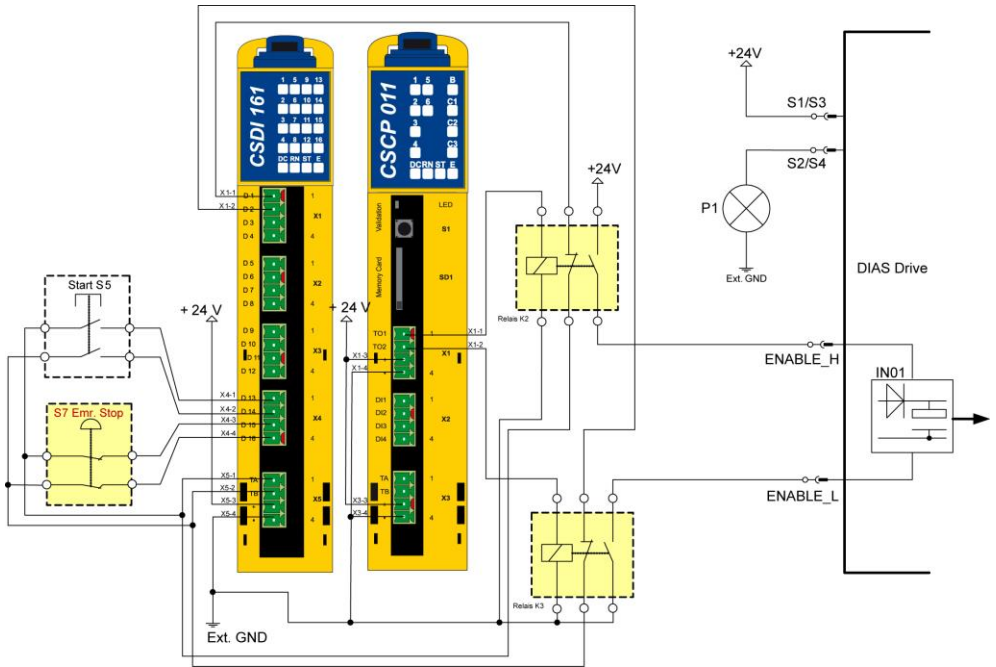 CSDI 161
1 5 9 13
2 6 10 14
3 7 11 15
4 8 12 16
DC RN ST E
CSCP 011
1 5 B
2 6 C1
3 C2
4 C3
DC RN ST E
+24V
S1/S3
S2/S4
P1
Ext. GND
DIAS Drive
+24V
Relais K2
X1-1
X1-2
D 1
D 2
D 3
D 4
1
X1
4
D 5
D 6
D 7
D 8
1
X2
4
D 9
D 10
D 11
D 12
1
X3
4
X4-1
X4-2
X4-3
X4-4
D 13
D 14
D 15
D 16
1
X4
4
X5-1
X5-2
X5-3
X5-4
TA
TB
+
1
X5
4
+ 24 V
Start S5
S7 Emr. Stop
Validation
LED
S1
Memory Card
SD1
+ 24 V
TO1
TO2
+
1
X1
4
X1-1
X1-2
X1-3
X1-4
DI1
DI2
DI3
DI4
1
X2
4
X3-3
X3-4
TA
TB
+
1
X3
4
ENABLE_H
IN01
ENABLE_L
Relais K3
Ext. GND